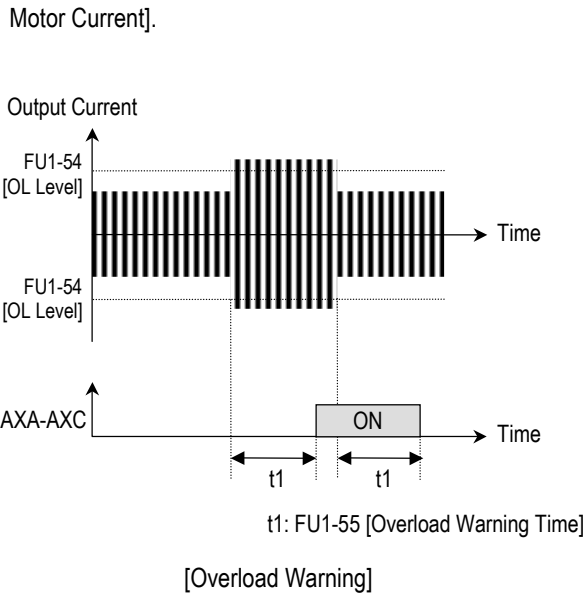 Motor Current].
Output Current
FU1-54
[OL Level]
Time
FU1-54
[OL Level]
AXA-AXC
ON
Time
t1
t1
t1: FU1-55 [Overload Warning Time]
[Overload Warning]